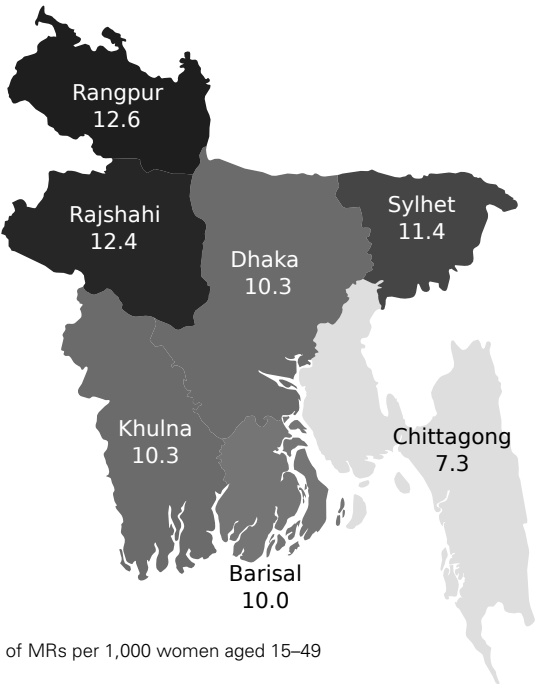 Rangpur
12.6
Rajshahi
12.4
Sylhet
11.4
Dhaka
10.3
Khulna
10.3
Chittagong
7.3
Barisal
10.0
of MRs per 1,000 women aged 15–49